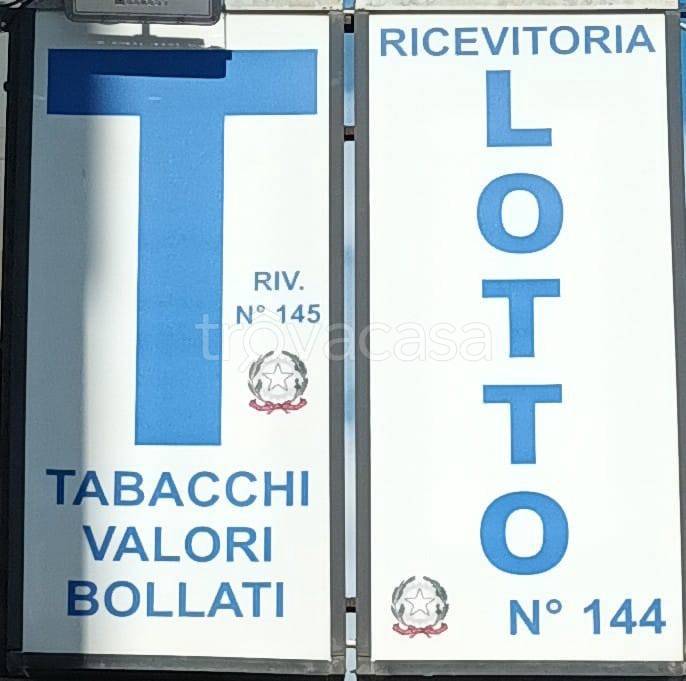 T
RIV.
N° 145
TABACCHI
VALORI
BOLLATI
RICEVITORIA
LOTTO
N° 144
trovacasa